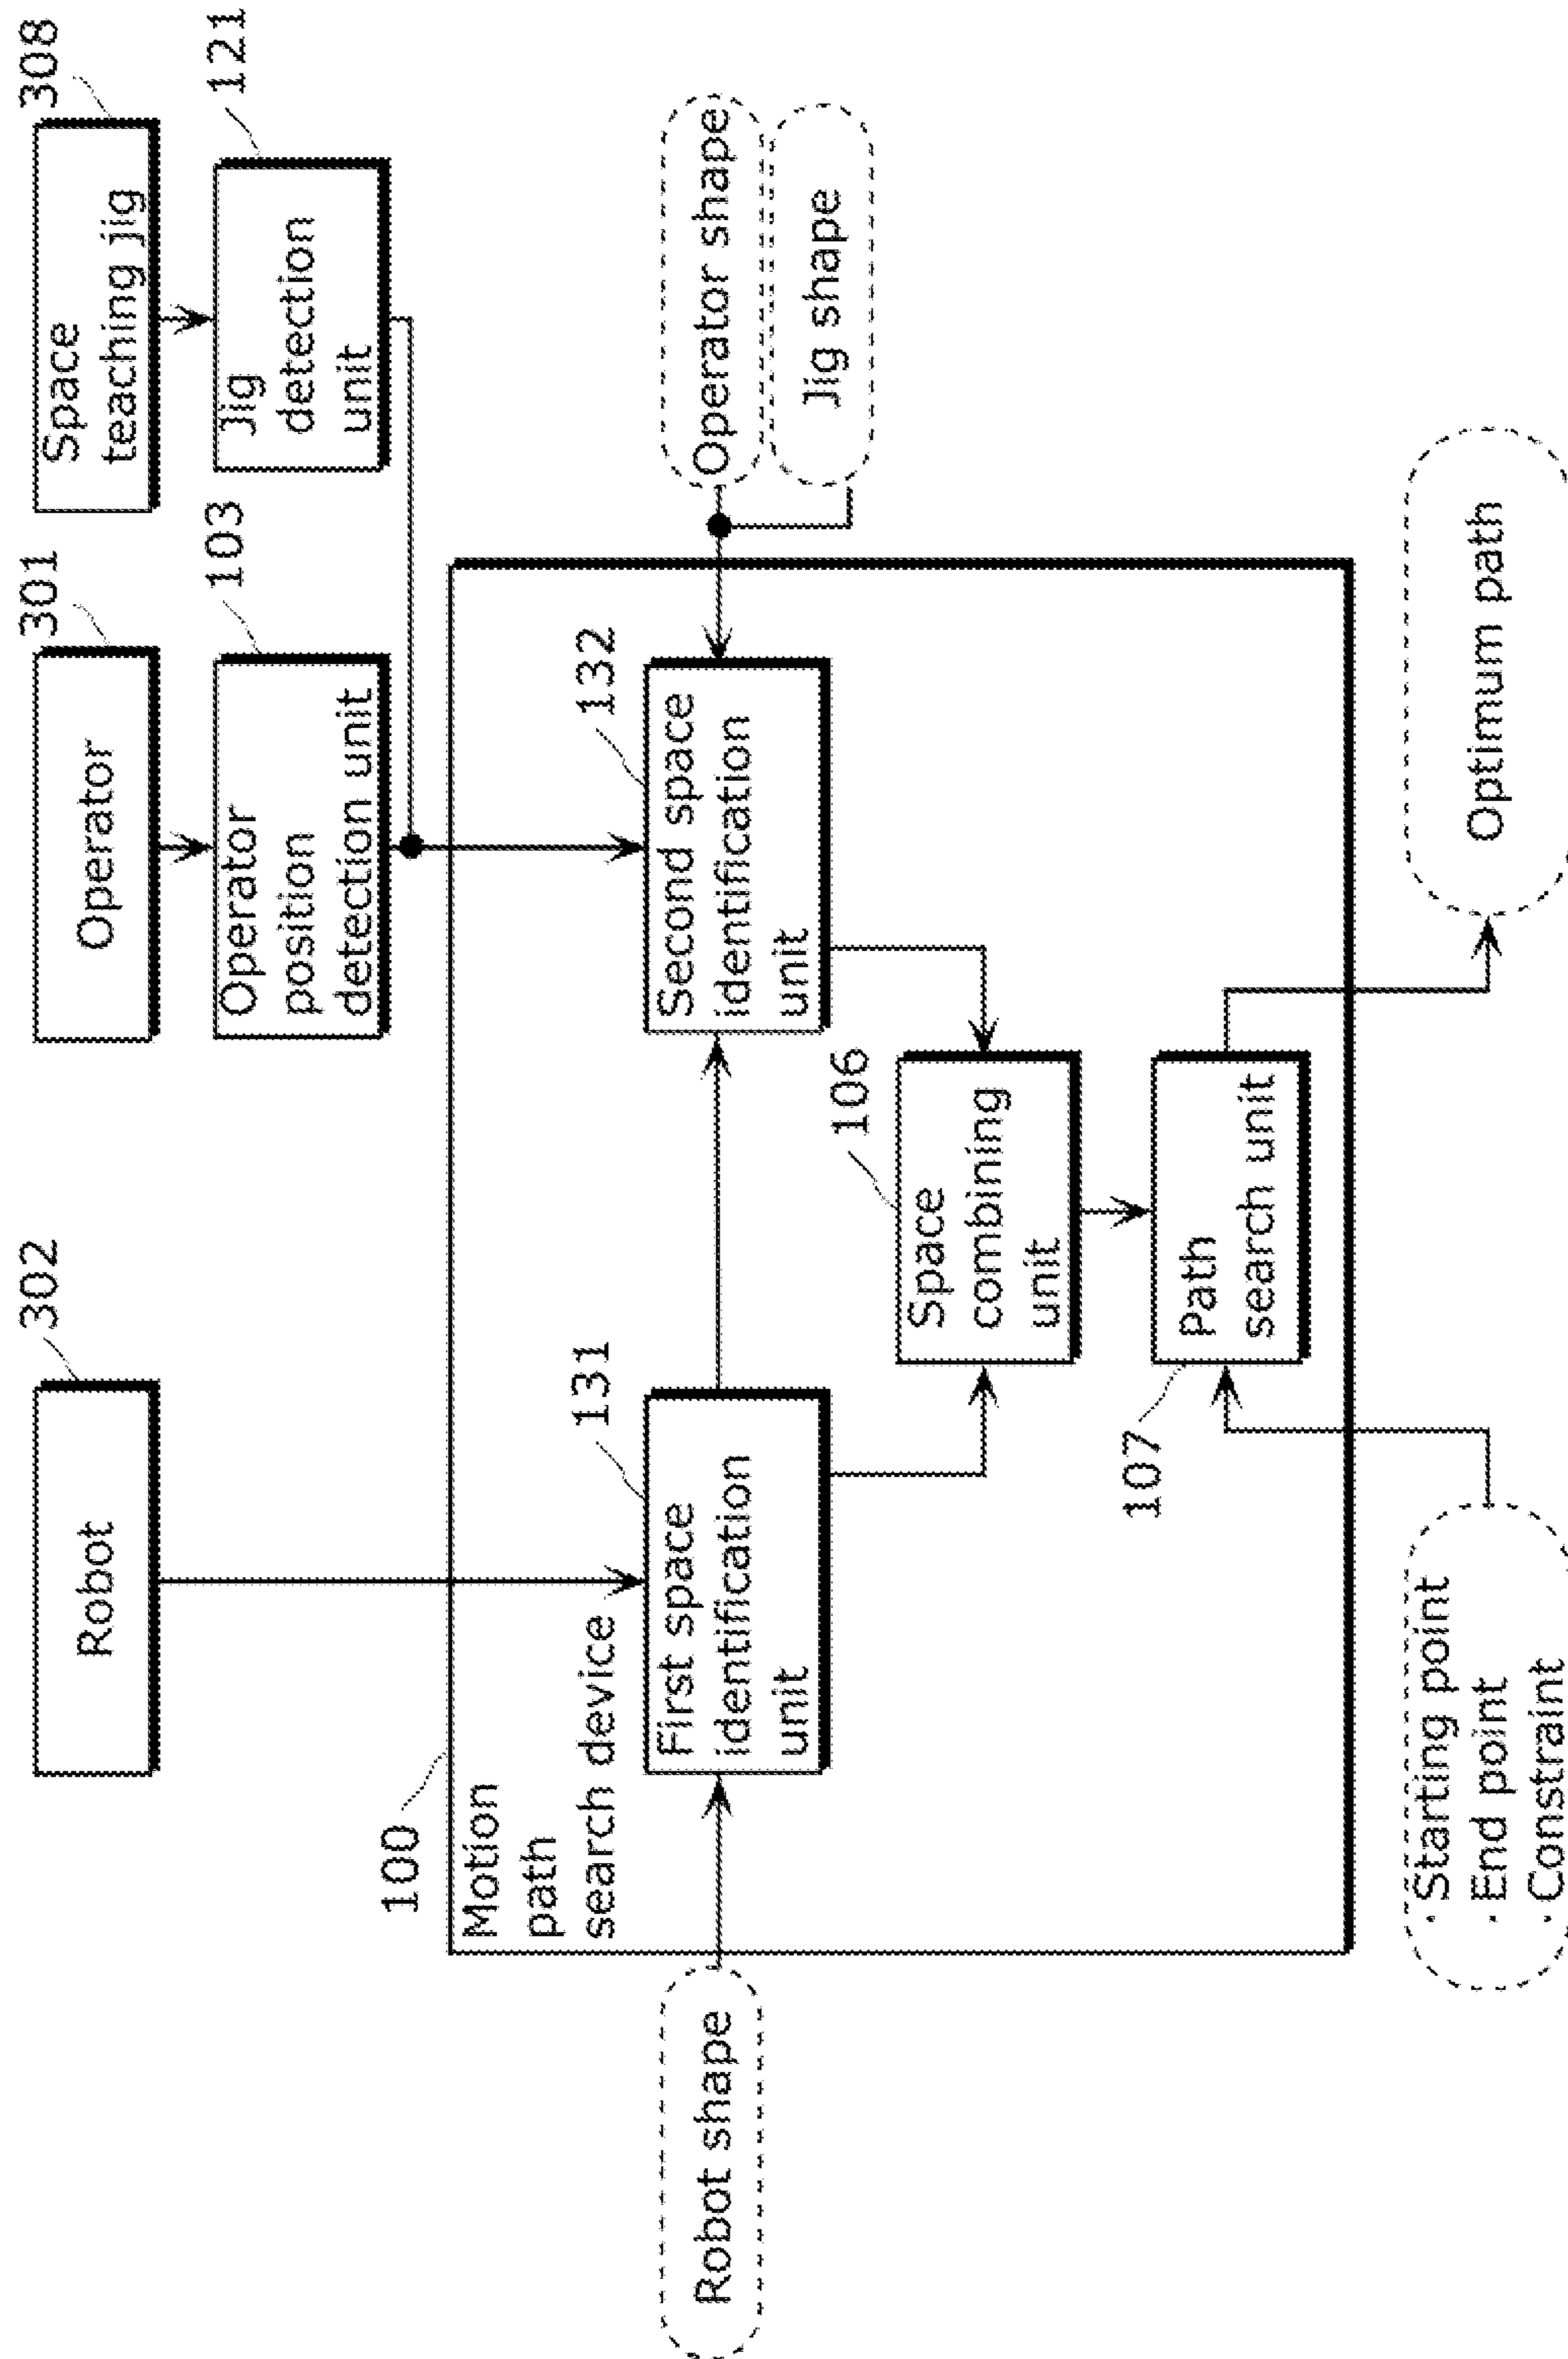 302
Robot
301
Operator
308
Space
teaching jig
103
Operator
position
detection unit
121
Jig
detection
unit
100
Motion
path
search device
131
First space
identification
unit
132
Second space
identification
unit
Robot shape
Operator shape
Jig shape
106
Space
combining
unit
107
Path
search unit
· Starting point
· End point
· Constraint
Optimum path